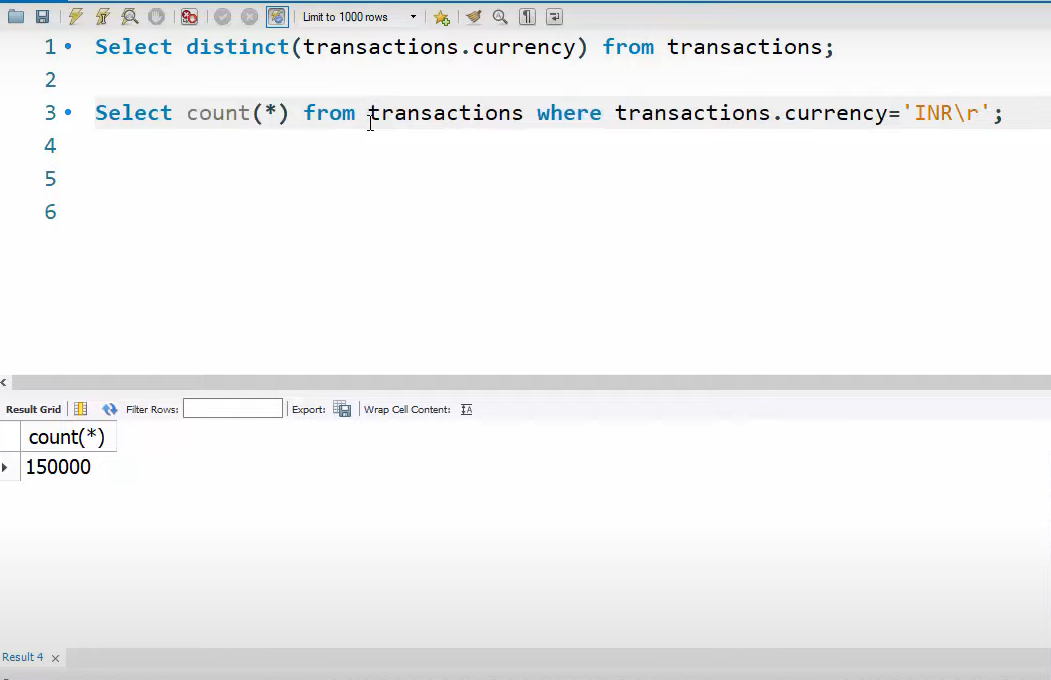 Limit to 1000 rows
1 Select distinct(transactions.currency) from transactions;
2
3 Select count(*) from transactions where transactions.currency='INR\r';
4
5
6
Result Grid Filter Rows: Export: Wrap Cell Content:
count(*)
150000
Result 4